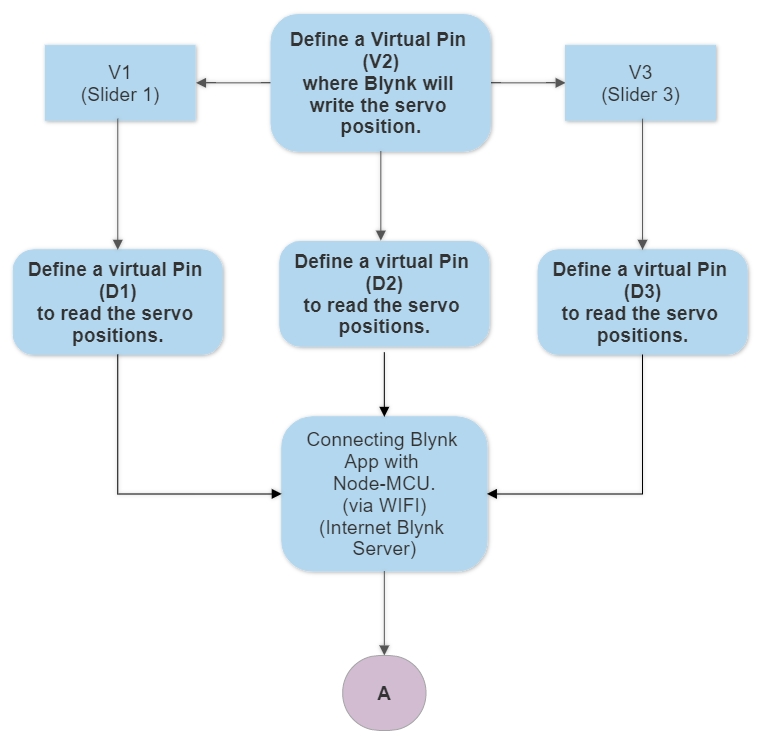 Define a Virtual Pin
(V2)
where Blynk will
write the servo
position.
V1
(Slider 1)
V3
(Slider 3)
Define a virtual Pin
(D1)
to read the servo
positions.
Define a virtual Pin
(D2)
to read the servo
positions.
Define a virtual Pin
(D3)
to read the servo
positions.
Connecting Blynk
App with
Node-MCU.
(via WIFI)
(Internet Blynk
Server)
A